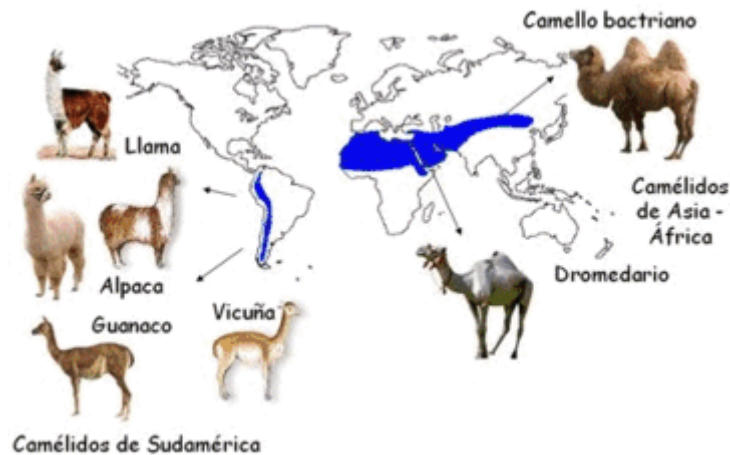 Camello bactriano
Llama
Camélidos
de Asia -
África
Dromedario
Alpaca
Vicuña
Guanaco
Camélidos de Sudamérica